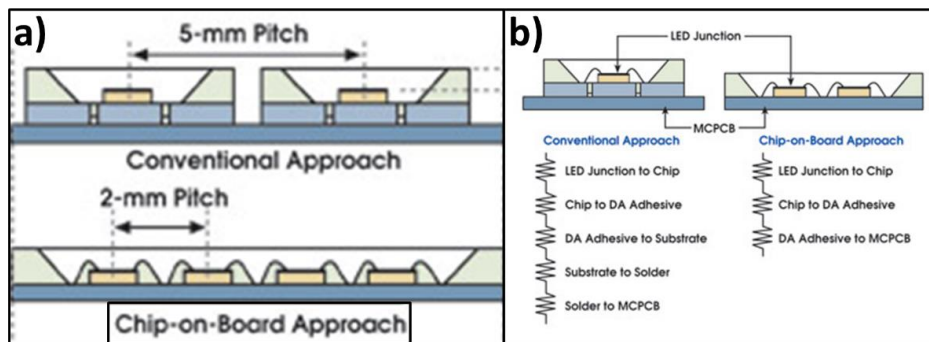 a)
5-mm Pitch
Conventional Approach
2-mm Pitch
Chip-on-Board Approach
b)
LED Junction
MCPCB
Conventional Approach
LED Junction to Chip
Chip to DA Adhesive
DA Adhesive to Substrate
Substrate to Solder
Solder to MCPCB
Chip-on-Board Approach
LED Junction to Chip
Chip to DA Adhesive
DA Adhesive to MCPCB